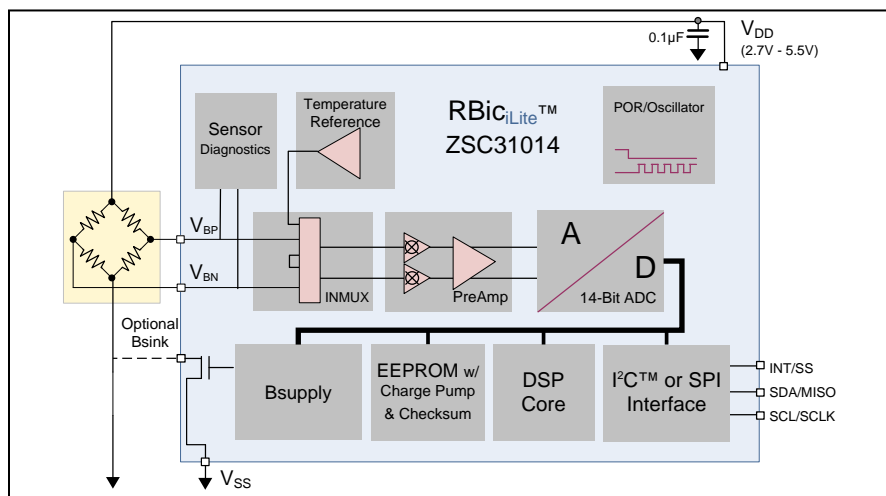 0.1µF
V_DD
(2.7V - 5.5V)
RBic_iLite™
ZSC31014
Temperature
Reference
Sensor
Diagnostics
POR/Oscillator
V_BP
V_BN
INMUX
PreAmp
A
D
14-Bit ADC
Optional
Bsink
Bsupply
EEPROM w/
Charge Pump
& Checksum
DSP
Core
I²C™ or SPI
Interface
INT/SS
SDA/MISO
SCL/SCLK
V_SS